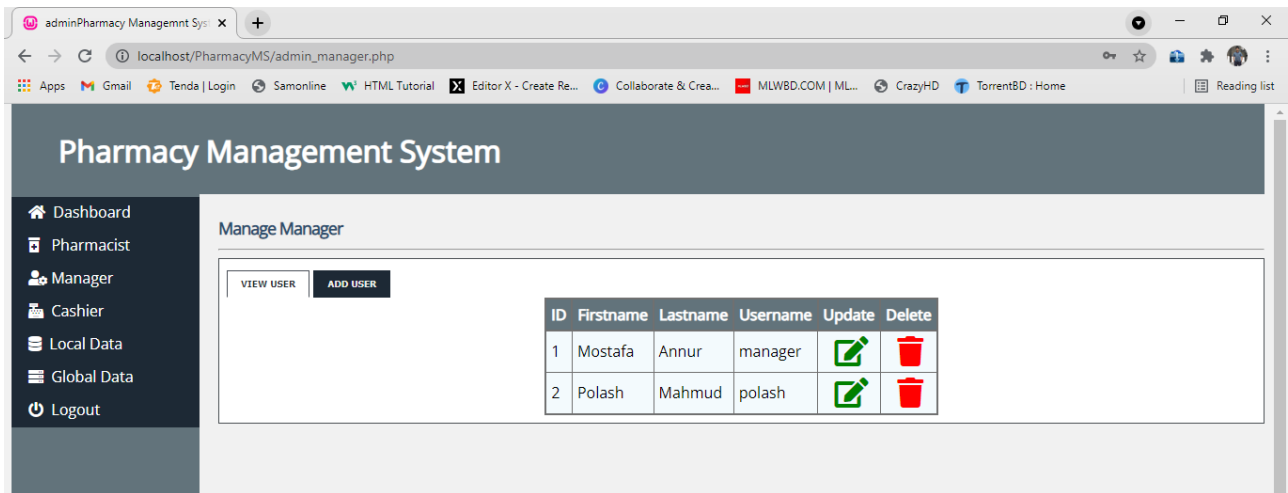 adminPharmacy Managemnt Sys
localhost/PharmacyMS/admin_manager.php
Apps Gmail Tenda | Login Samonline HTML Tutorial Editor X - Create Re... Collaborate & Crea... MLWBD.COM | ML... CrazyHD TorrentBD : Home Reading list
Pharmacy Management System
Dashboard
Pharmacist
Manager
Cashier
Local Data
Global Data
Logout
Manage Manager
VIEW USER ADD USER
ID Firstname Lastname Username Update Delete
1 Mostafa Annur manager
2 Polash Mahmud polash